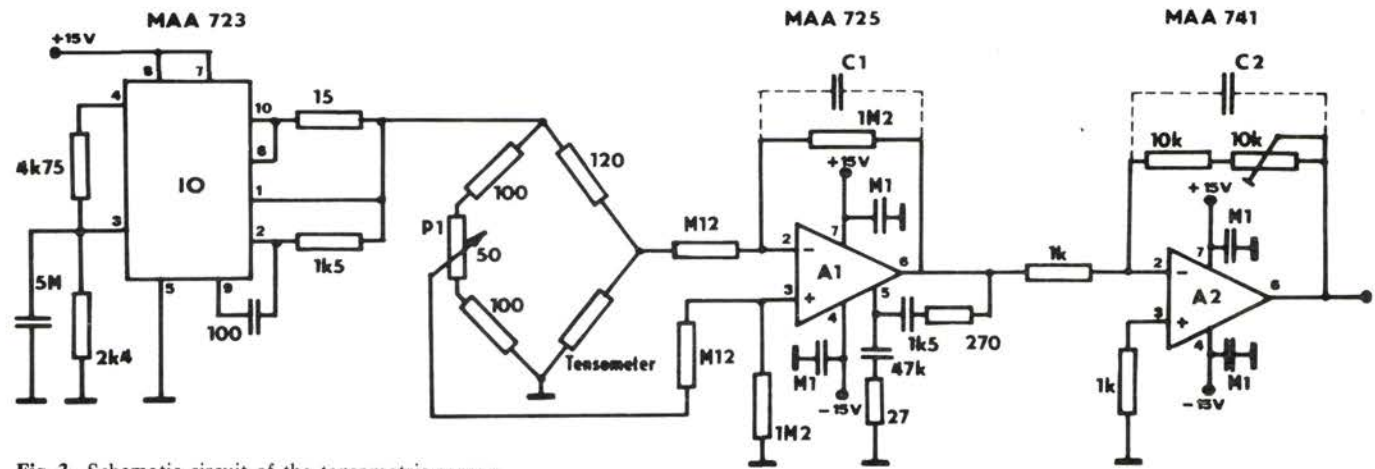 MAA 723
MAA 725
MAA 741
+15V
8
7
4
10
15
6
4k75
IO
1
3
2
1k5
5M
5
9
100
2k4
100
120
P1
50
100
Tensometer
M12
M12
1M2
C1
1M2
+15V
M1
7
2
−
A1
6
3
+
5
4
1k5
270
M1
47k
−15V
27
1k
C2
10k
10k
+15V
M1
7
2
−
A2
6
3
+
4
1k
M1
−15V
Fig. 3. Schematic circuit of the tensometric